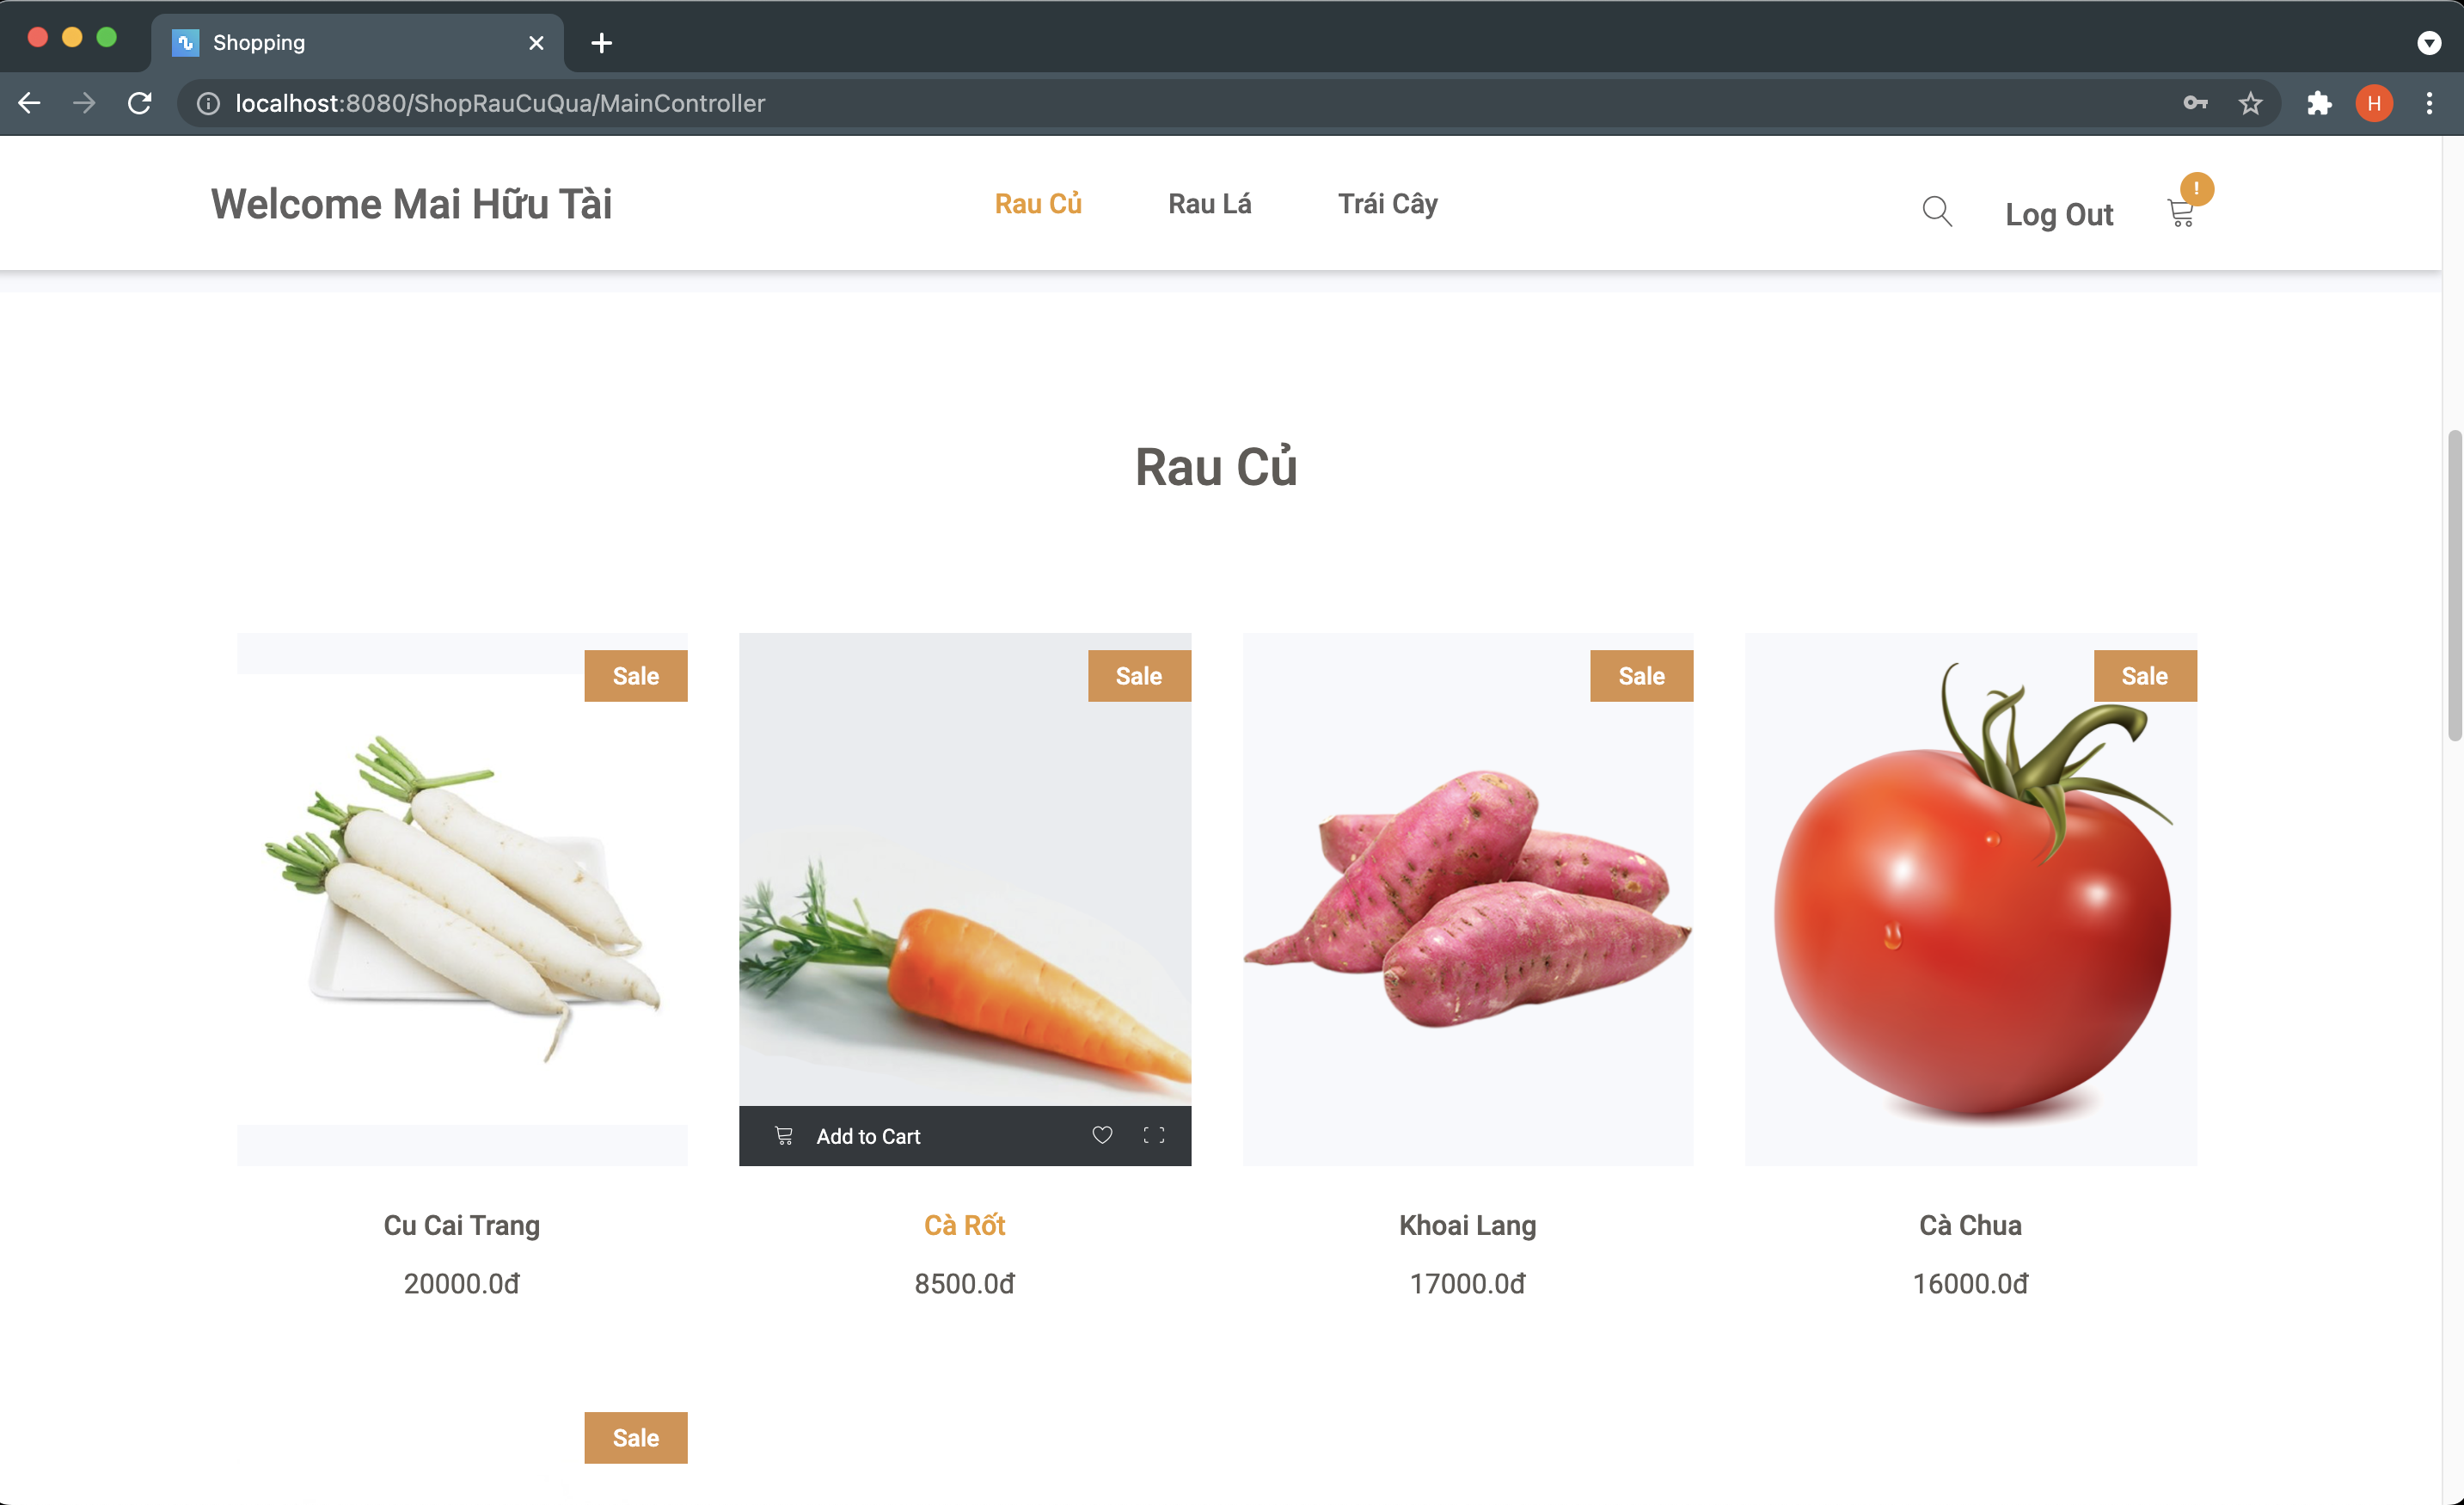 Shopping
localhost:8080/ShopRauCuQua/MainController
H
Welcome Mai Hữu Tài
Rau Củ
Rau Lá
Trái Cây
Log Out
!
Rau Củ
Sale
Sale
Sale
Sale
Add to Cart
Cu Cai Trang
Cà Rốt
Khoai Lang
Cà Chua
20000.0đ
8500.0đ
17000.0đ
16000.0đ
Sale